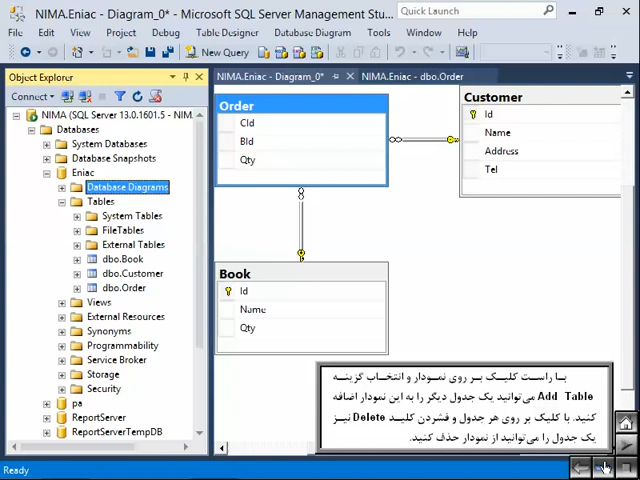 NIMA.Eniac - Diagram_0* - Microsoft SQL Server Management Stu...
Quick Launch
File Edit View Project Debug Table Designer Database Diagram Tools Window Help
New Query
Object Explorer
NIMA.Eniac - Diagram_0*
NIMA.Eniac - dbo.Order
Connect
NIMA (SQL Server 13.0.1601.5 - NIM
Databases
System Databases
Database Snapshots
Eniac
Database Diagrams
Tables
System Tables
FileTables
External Tables
dbo.Book
dbo.Customer
dbo.Order
Views
External Resources
Synonyms
Programmability
Service Broker
Storage
Security
pa
ReportServer
ReportServerTempDB
Order
CId
BId
Qty
Customer
Id
Name
Address
Tel
Book
Id
Name
Qty
با راست کلیک بر روی نمودار و انتخاب گزینه
Add Table می‌توانید یک جدول دیگر را به این نمودار اضافه
کنید. با کلیک بر روی هر جدول و فشردن کلید Delete نیز
یک جدول را می‌توانید از نمودار حذف کنید.
Ready